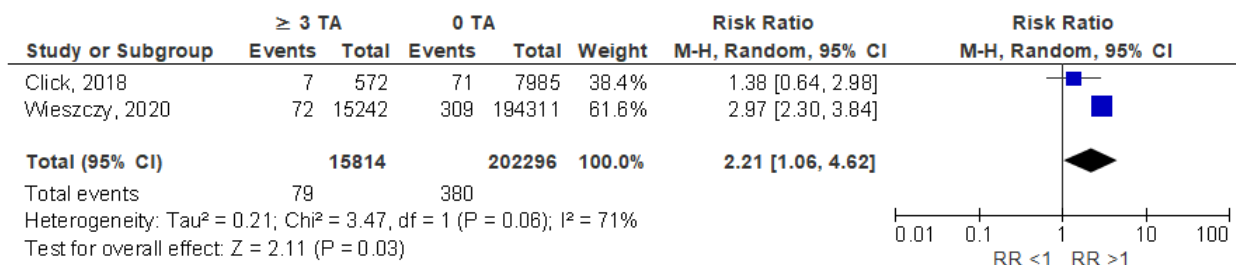 ≥ 3 TA 0 TA Risk Ratio Risk Ratio
Study or Subgroup Events Total Events Total Weight M-H, Random, 95% CI M-H, Random, 95% CI
Click, 2018 7 572 71 7985 38.4% 1.38 [0.64, 2.98]
Wieszczy, 2020 72 15242 309 194311 61.6% 2.97 [2.30, 3.84]
Total (95% CI) 15814 202296 100.0% 2.21 [1.06, 4.62]
Total events 79 380
Heterogeneity: Tau² = 0.21; Chi² = 3.47, df = 1 (P = 0.06); I² = 71%
Test for overall effect: Z = 2.11 (P = 0.03)
0.01 0.1 1 10 100
RR <1 RR >1